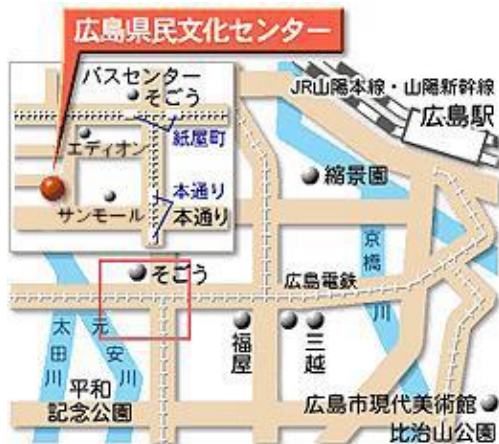 広島県民文化センター
バスセンター
そごう
紙屋町
エディオン
本通り
サンモール
本通り
JR山陽本線・山陽新幹線
広島駅
縮景園
京橋川
そごう
広島電鉄
福屋
三越
太田川
元安川
平和
記念公園
広島市現代美術館
比治山公園